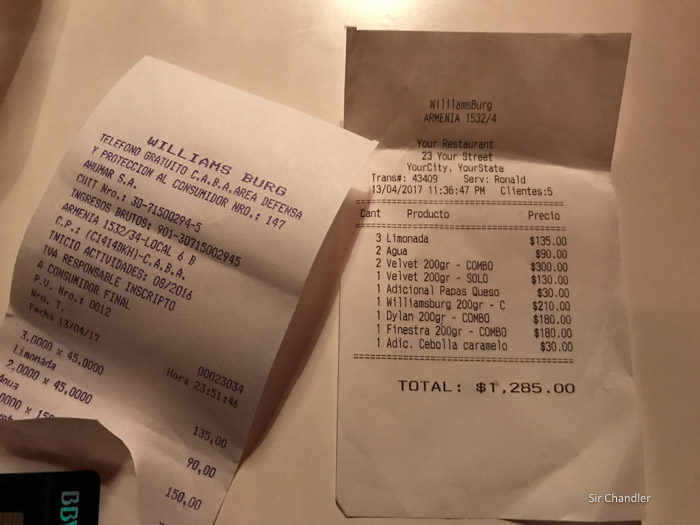 WILLIAMS BURG
TELEFONO GRATUITO C.A.B.A.AREA DEFENSA
Y PROTECCION AL CONSUMIDOR NRO.: 147
AHUMAR S.A.
CUIT Nro.: 30-71500294-5
INGRESOS BRUTOS: 901-30715002945
ARMENIA 1532/34-LOCAL 6 B
C.P.: (C1414DKH)-C.A.B.A.
INICIO ACTIVIDADES: 08/2016
IVA RESPONSABLE INSCRIPTO
A CONSUMIDOR FINAL
P.V. Nro.: 0012
Nro. T. 00023034
Fecha 13/04/17 Hora 23:51:46
3,0000 x 45,0000
Limonada 135,00
2,0000 x 45,0000
Agua 90,00
150,00
BB
WilliamsBurg
ARMENIA 1532/4
Your Restaurant
23 Your Street
YourCity, YourState
Trans#: 43409 Serv: Ronald
13/04/2017 11:36:47 PM Clientes:5
Cant Producto Precio
3 Limonada $135.00
2 Agua $90.00
2 Velvet 200gr - COMBO $300.00
1 Velvet 200gr - SOLO $130.00
1 Adicional Papas Queso $30.00
1 Williamsburg 200gr - C $210.00
1 Dylan 200gr - COMBO $180.00
1 Finestra 200gr - COMBO $180.00
1 Adic. Cebolla caramelo $30.00
TOTAL: $1,285.00
Sir Chandler